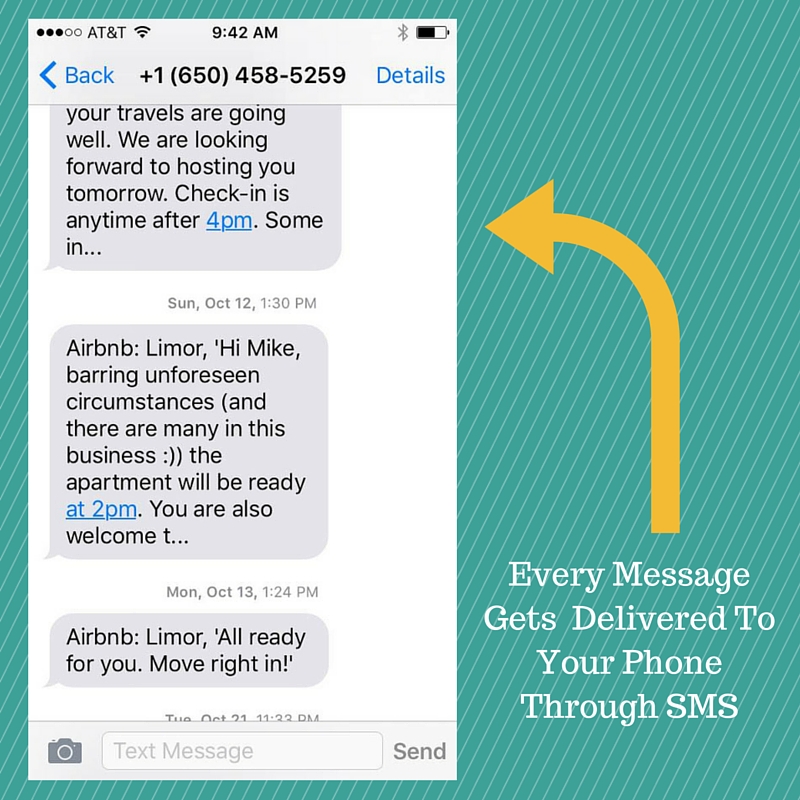 AT&T 9:42 AM
Back +1 (650) 458-5259 Details
your travels are going
well. We are looking
forward to hosting you
tomorrow. Check-in is
anytime after 4pm. Some
in...
Sun, Oct 12, 1:30 PM
Airbnb: Limor, 'Hi Mike,
barring unforeseen
circumstances (and
there are many in this
business :)) the
apartment will be ready
at 2pm. You are also
welcome t...
Mon, Oct 13, 1:24 PM
Airbnb: Limor, 'All ready
for you. Move right in!'
Tue, Oct 21, 11:33 PM
Text Message Send
Every Message
Gets Delivered To
Your Phone
Through SMS